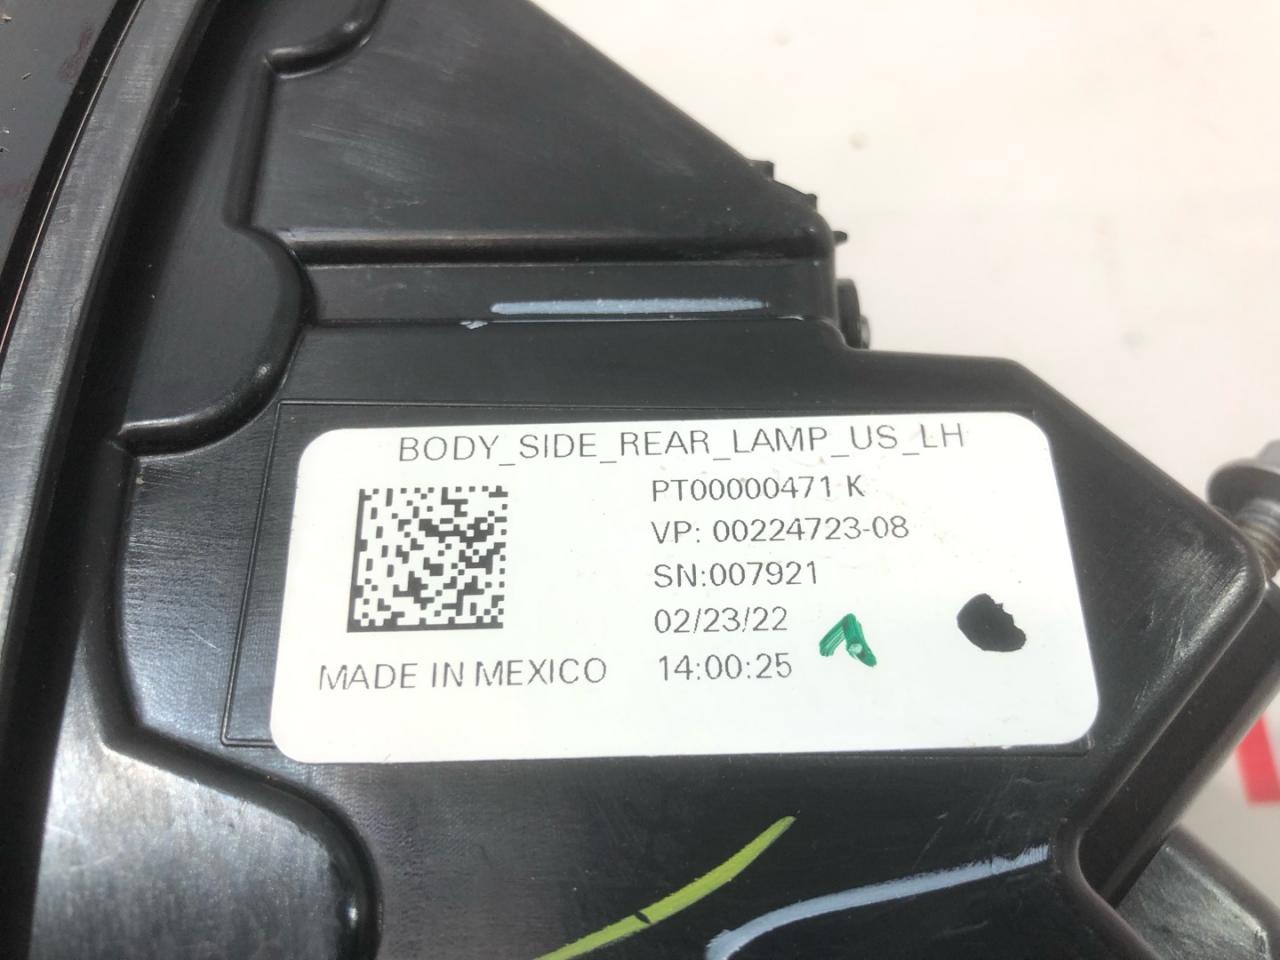 BODY_SIDE_REAR_LAMP_US_LH
PT00000471 K
VP: 00224723-08
SN:007921
02/23/22
14:00:25
MADE IN MEXICO